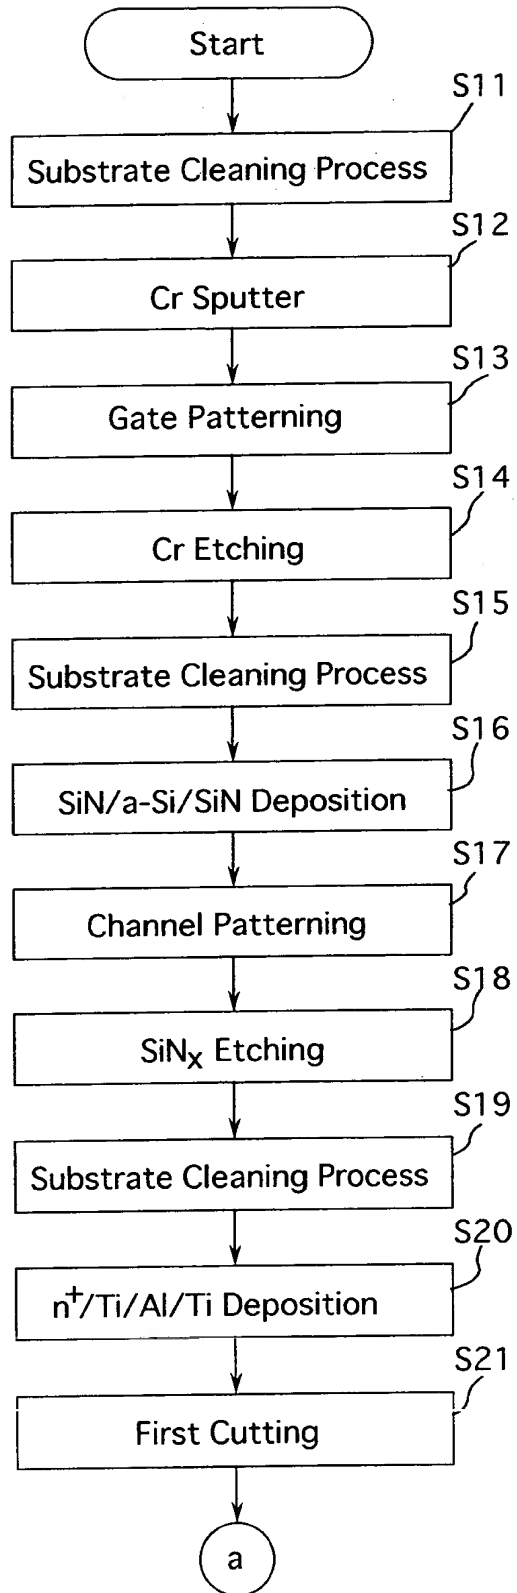 Start
S11
Substrate Cleaning Process
S12
Cr Sputter
S13
Gate Patterning
S14
Cr Etching
S15
Substrate Cleaning Process
S16
SiN/a-Si/SiN Deposition
S17
Channel Patterning
S18
SiNx Etching
S19
Substrate Cleaning Process
S20
n+/Ti/Al/Ti Deposition
S21
First Cutting
a